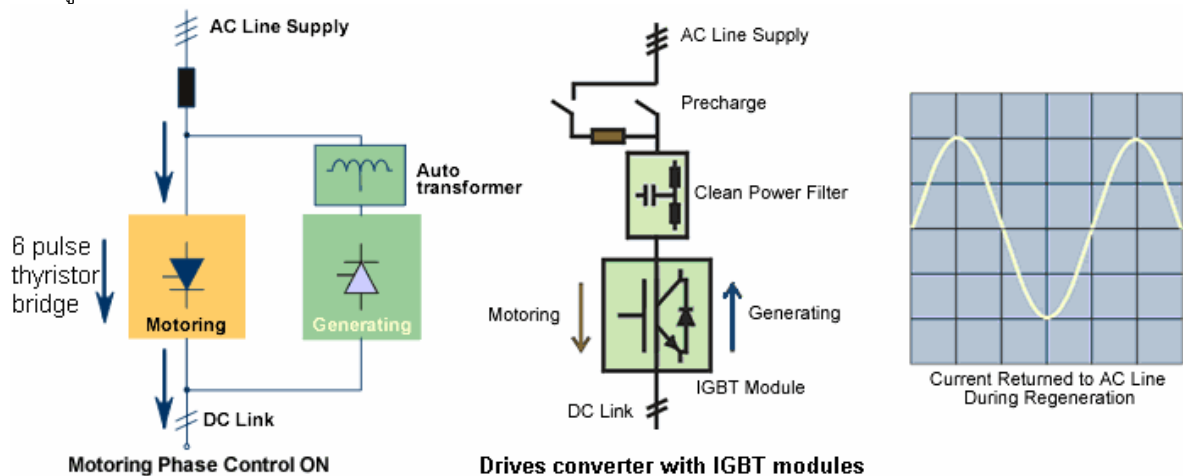 AC Line Supply
Auto
transformer
6 pulse
thyristor
bridge
Motoring
Generating
DC Link
Motoring Phase Control ON
AC Line Supply
Precharge
Clean Power Filter
Motoring
Generating
IGBT Module
DC Link
Drives converter with IGBT modules
Current Returned to AC Line
During Regeneration